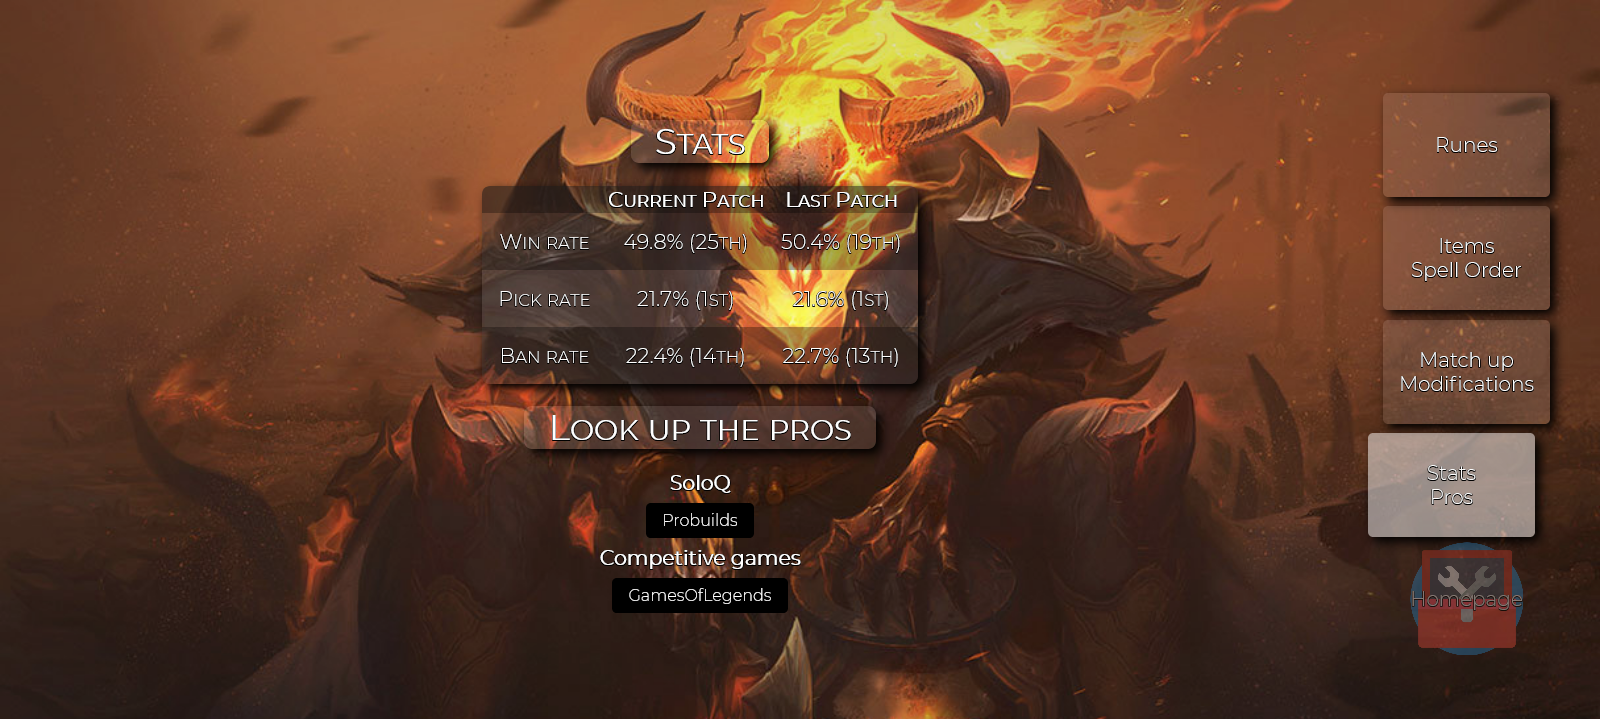 Stats
Current Patch Last Patch
Win rate 49.8% (25th) 50.4% (19th)
Pick rate 21.7% (1st) 21.6% (1st)
Ban rate 22.4% (14th) 22.7% (13th)
Look up the pros
SoloQ
Probuilds
Competitive games
GamesOfLegends
Runes
Items
Spell Order
Match up
Modifications
Stats
Pros
Homepage